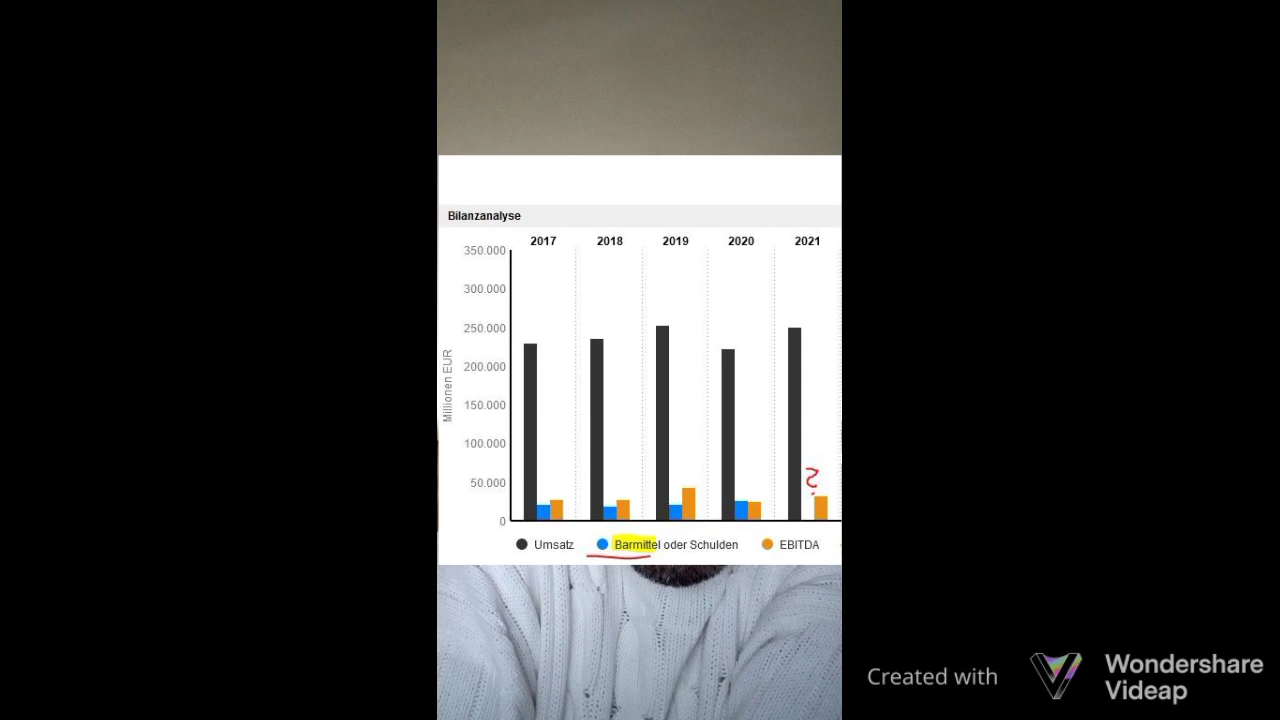 Bilanzanalyse
2017 2018 2019 2020 2021
350.000
300.000
250.000
200.000
150.000
100.000
50.000
0
Millionen EUR
?
Umsatz Barmittel oder Schulden EBITDA
Created with Wondershare Videap